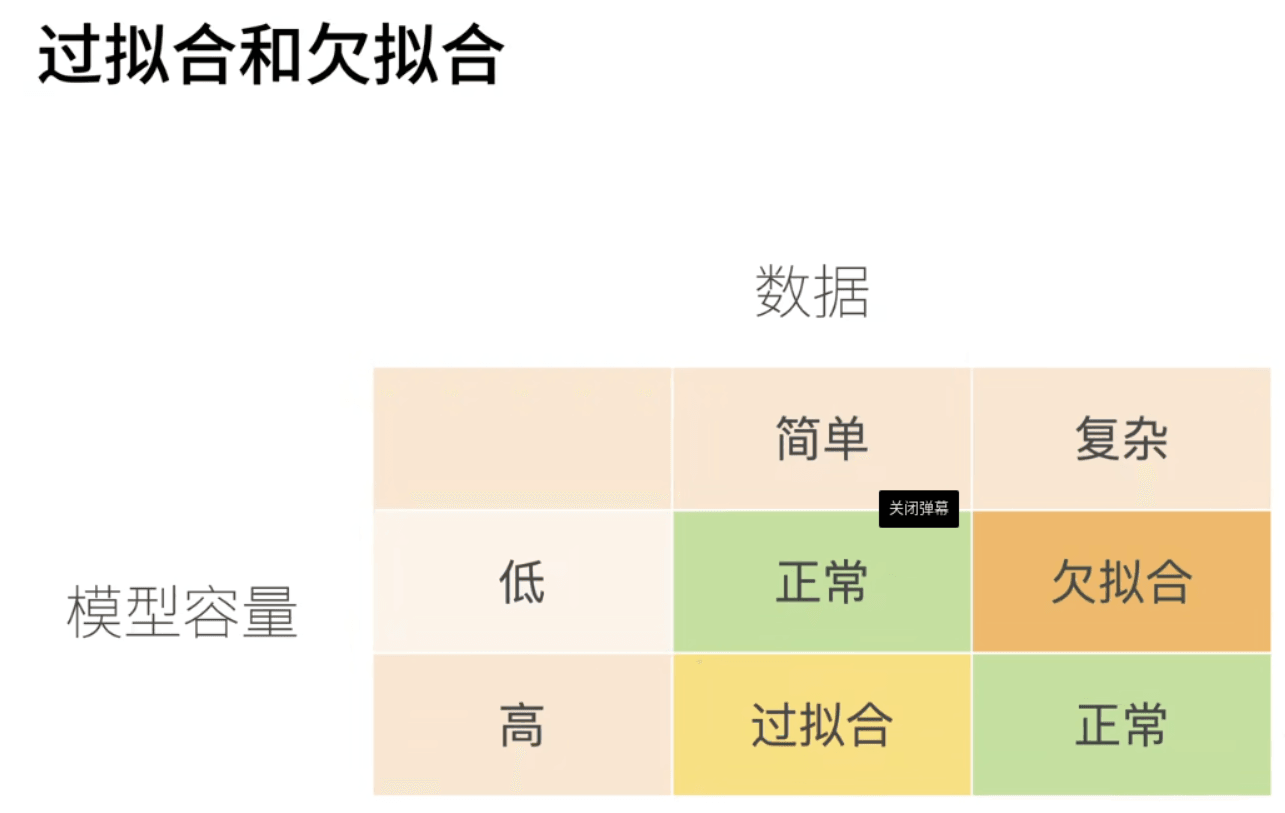 过拟合和欠拟合
数据
简单 复杂
关闭弹幕
模型容量
低 正常 欠拟合
高 过拟合 正常